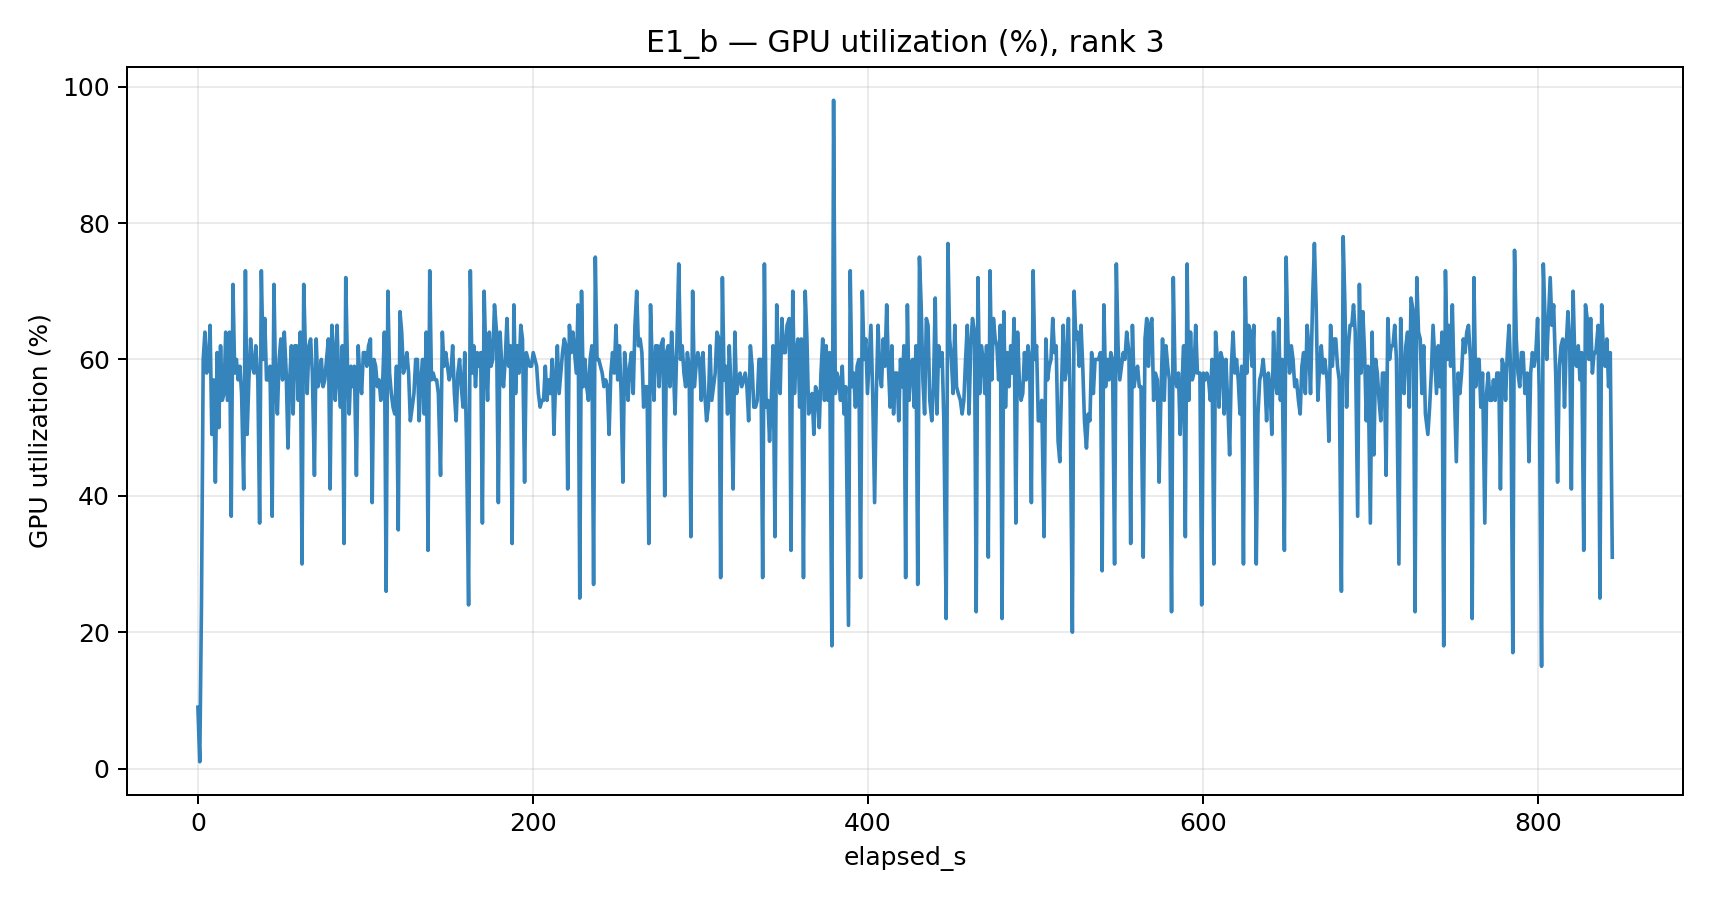 E1_b — GPU utilization (%), rank 3
GPU utilization (%)
100
80
60
40
20
0
0 200 400 600 800
elapsed_s